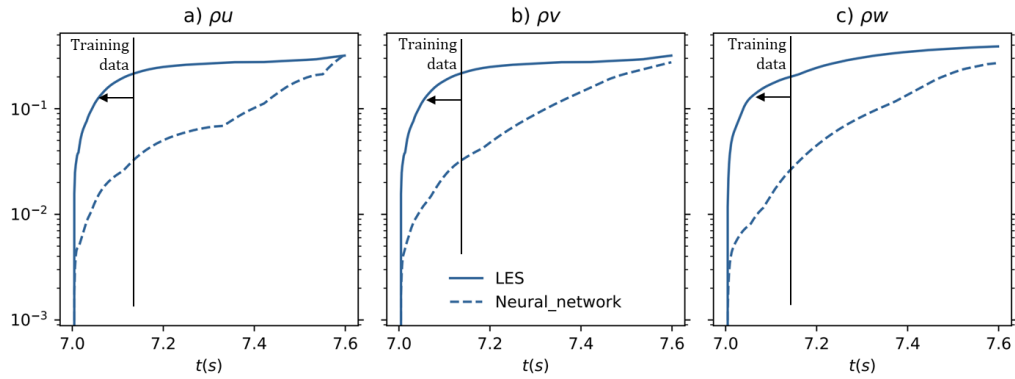 a) ρu
b) ρv
c) ρw
Training
data
Training
data
Training
data
10⁻¹
10⁻²
10⁻³
LES
Neural_network
7.0 7.2 7.4 7.6
7.0 7.2 7.4 7.6
7.0 7.2 7.4 7.6
t(s)
t(s)
t(s)